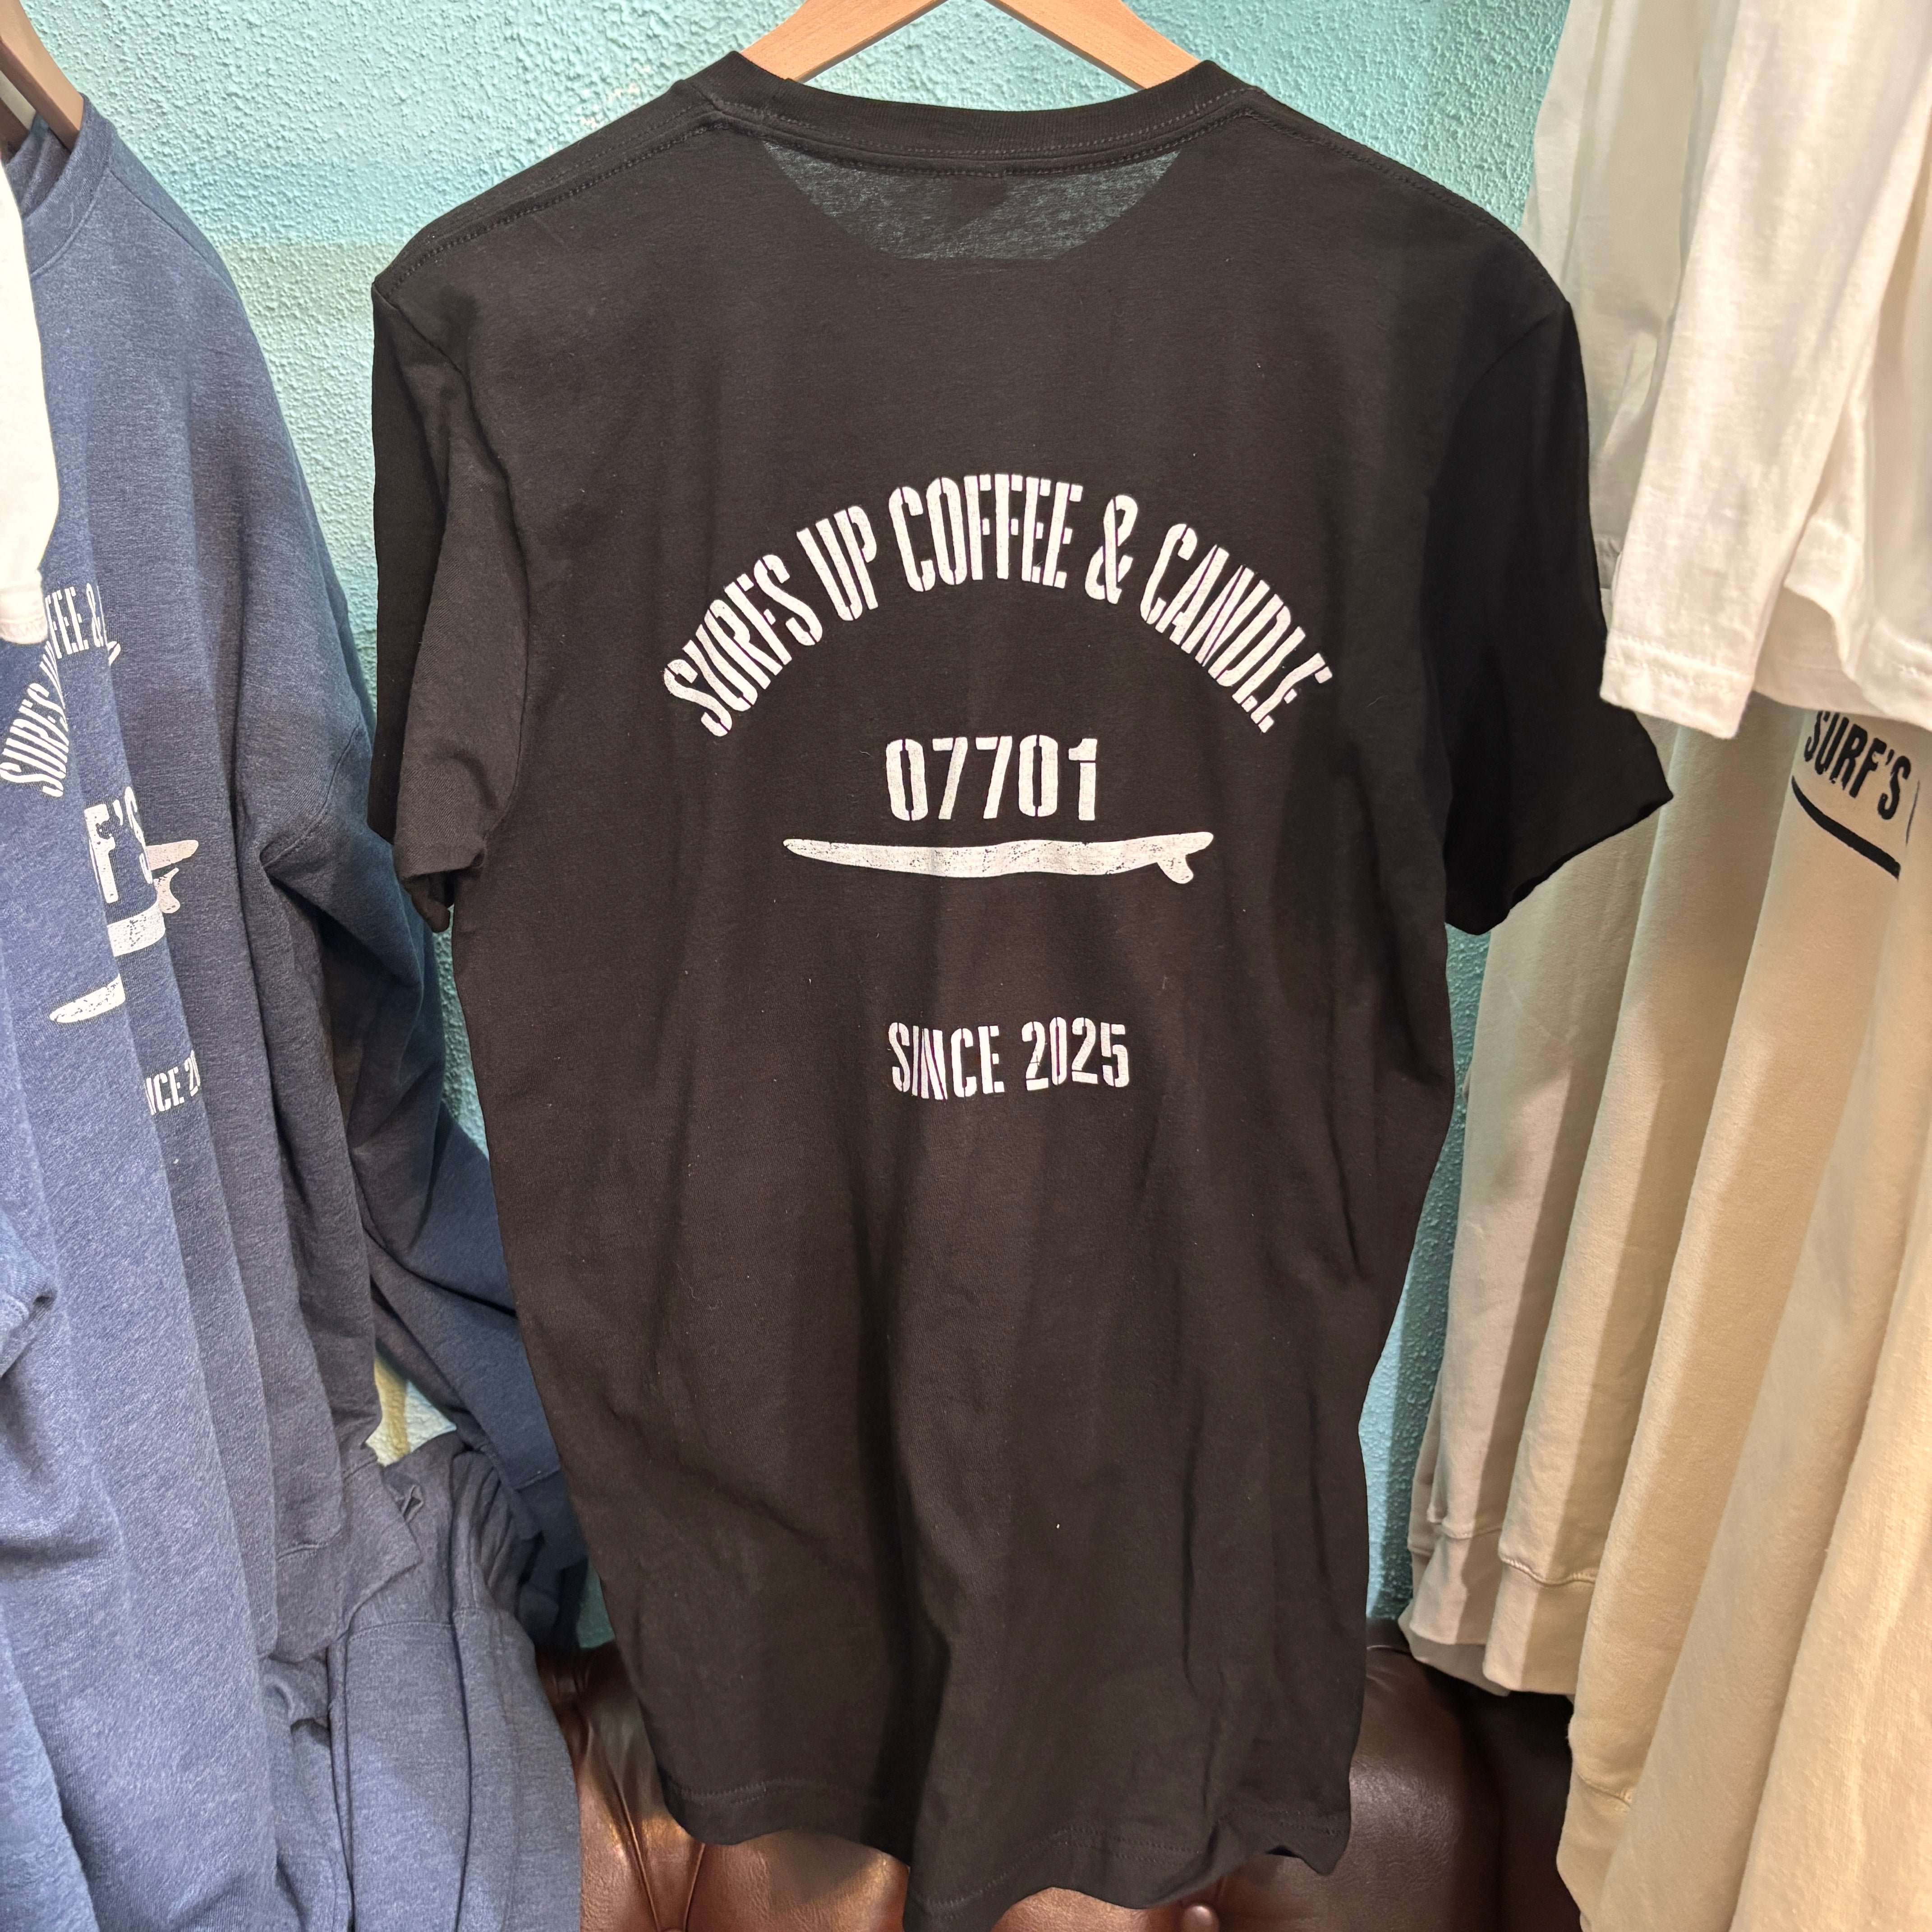 SURFS UP COFFEE & CANDLE
07701
SINCE 2025
SURF'S